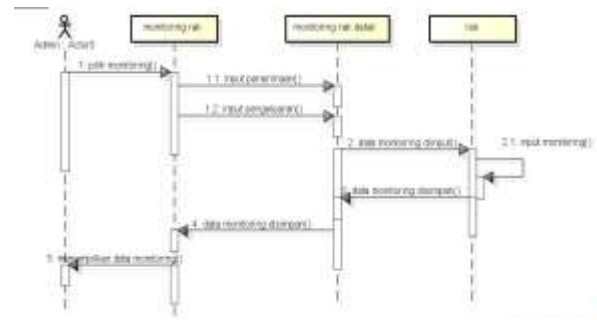 monitoring rak
monitoring rak detail
rak
Admin : Actor0
1: pilih monitoring()
1.1: input penerimaan()
1.2: input pengeluaran()
2: data monitoring diinput()
2.1: input monitoring()
3: data monitoring disimpan()
4: data monitoring disimpan()
5: menampilkan data monitoring()